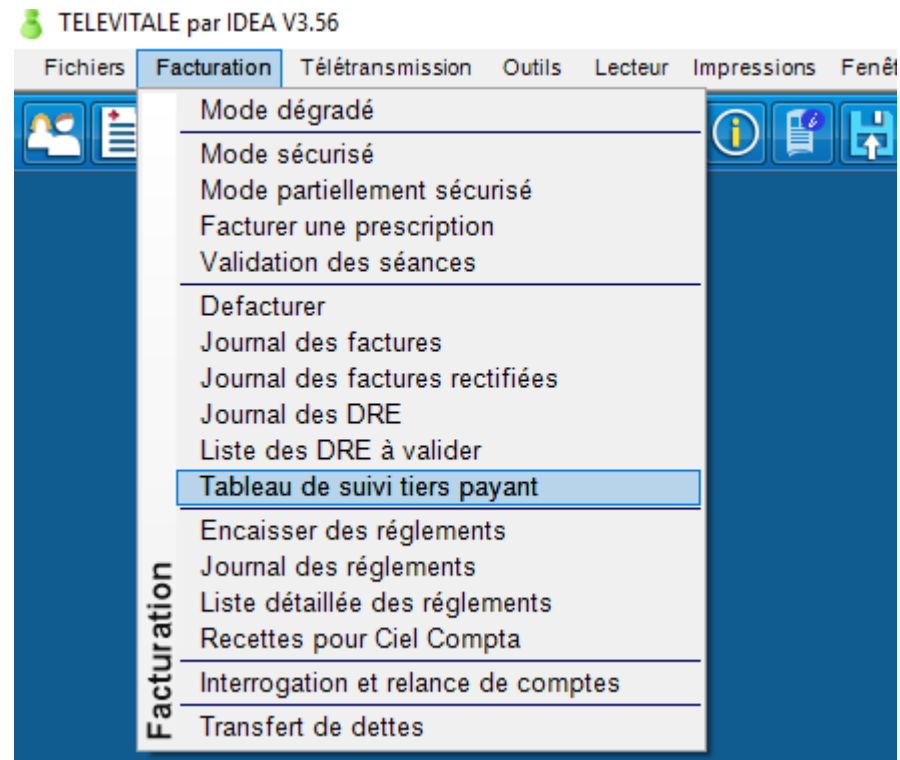 TELEVITALE par IDEA V3.56
Fichiers Facturation Télétransmission Outils Lecteur Impressions Fenêt
Mode dégradé
Mode sécurisé
Mode partiellement sécurisé
Facturer une prescription
Validation des séances
Defacturer
Journal des factures
Journal des factures rectifiées
Journal des DRE
Liste des DRE à valider
Tableau de suivi tiers payant
Encaisser des réglements
Journal des réglements
Liste détaillée des réglements
Recettes pour Ciel Compta
Interrogation et relance de comptes
Transfert de dettes
Facturation